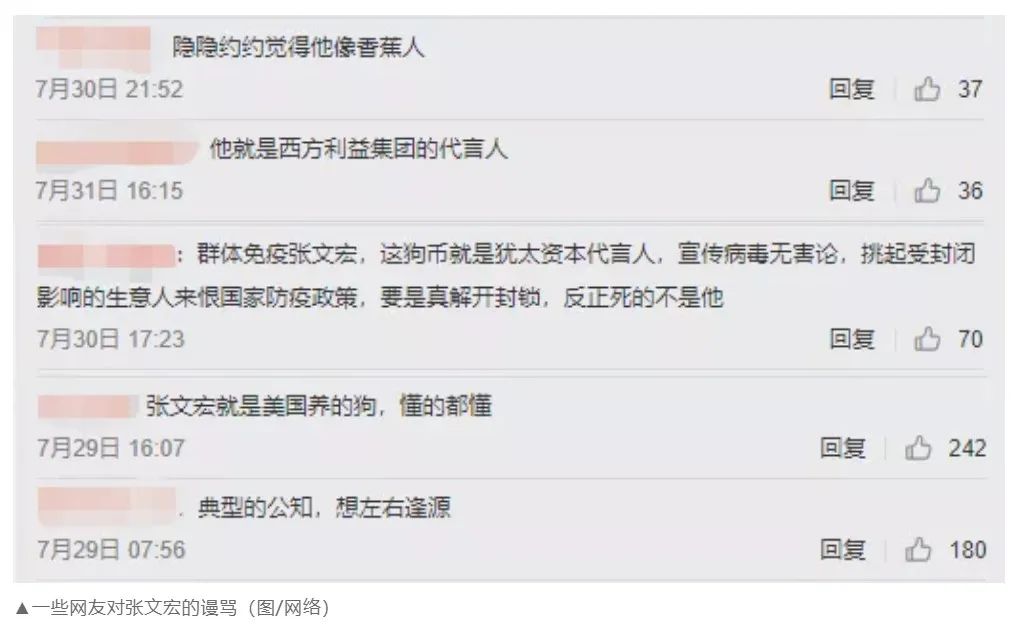 隐隐约约觉得他像香蕉人
7月30日 21:52 回复 37
他就是西方利益集团的代言人
7月31日 16:15 回复 36
：群体免疫张文宏，这狗币就是犹太资本代言人，宣传病毒无害论，挑起受封闭
影响的生意人来恨国家防疫政策，要是真解开封锁，反正死的不是他
7月30日 17:23 回复 70
张文宏就是美国养的狗，懂的都懂
7月29日 16:07 回复 242
典型的公知，想左右逢源
7月29日 07:56 回复 180
▲一些网友对张文宏的谩骂（图/网络）